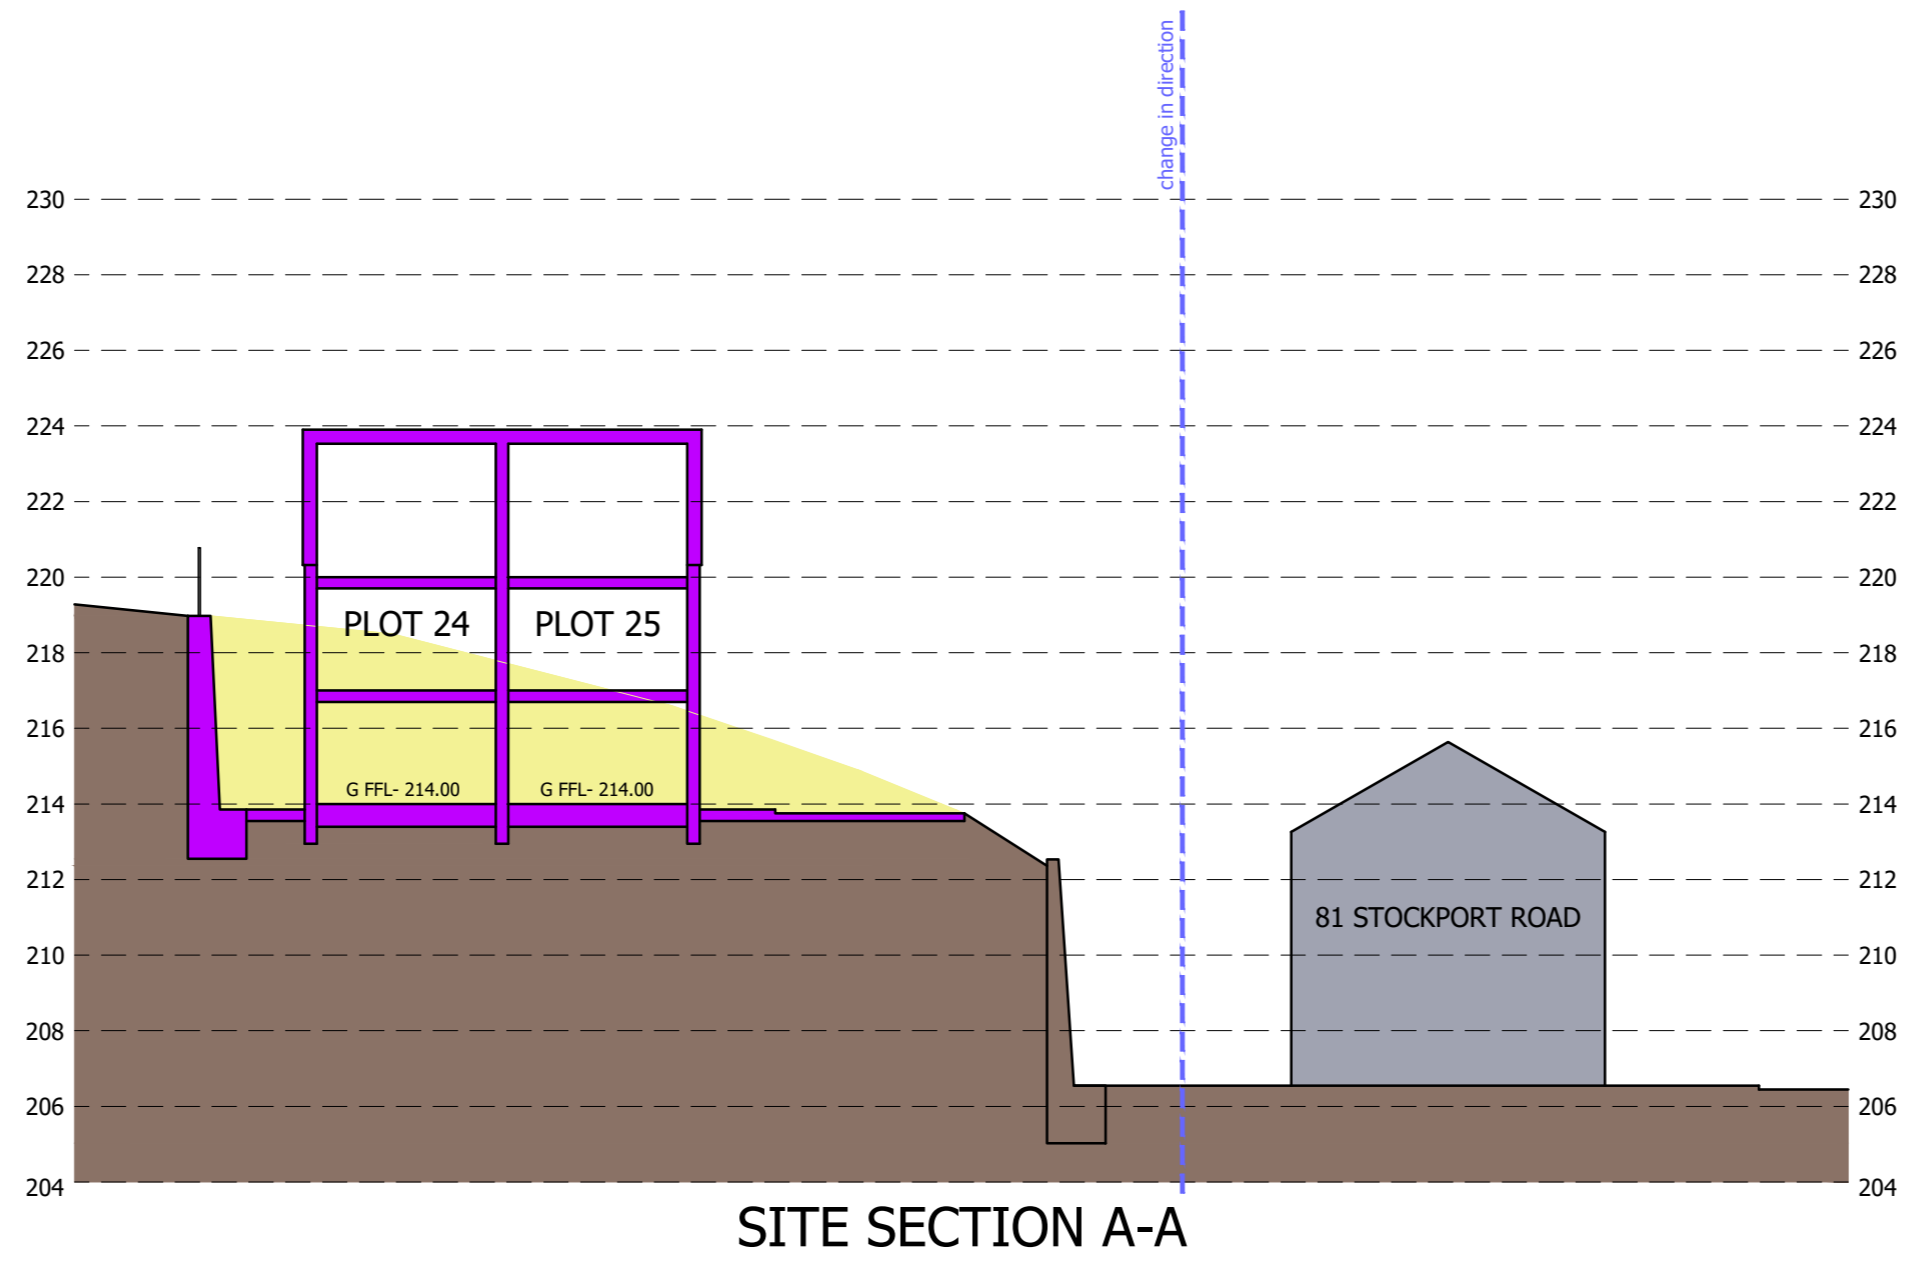 change in direction
230 230
228 228
226 226
224 224
222 222
220 220
PLOT 24 PLOT 25
218 218
216 216
G FFL- 214.00 G FFL- 214.00
214 214
212 212
81 STOCKPORT ROAD
210 210
208 208
206 206
204 204
SITE SECTION A-A